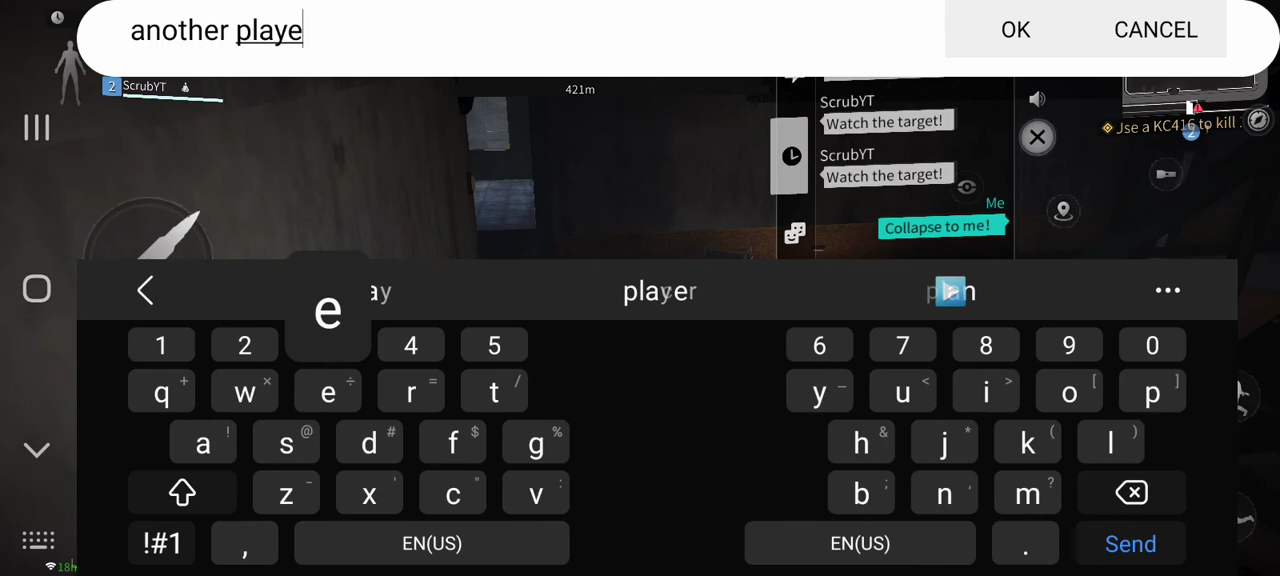 another playe
OK
CANCEL
2 ScrubYT
421m
ScrubYT
Watch the target!
ScrubYT
Watch the target!
Me
Collapse to me!
Jse a KC416 to kill
2
e
player
1 2 4 5 6 7 8 9 0
q + w × e ÷ r = t / y – u < i > o [ p ]
a ! s @ d # f $ g % h & j * k ( l )
z - x ' c " v : b ; n , m ?
!#1 , EN(US) EN(US) . Send